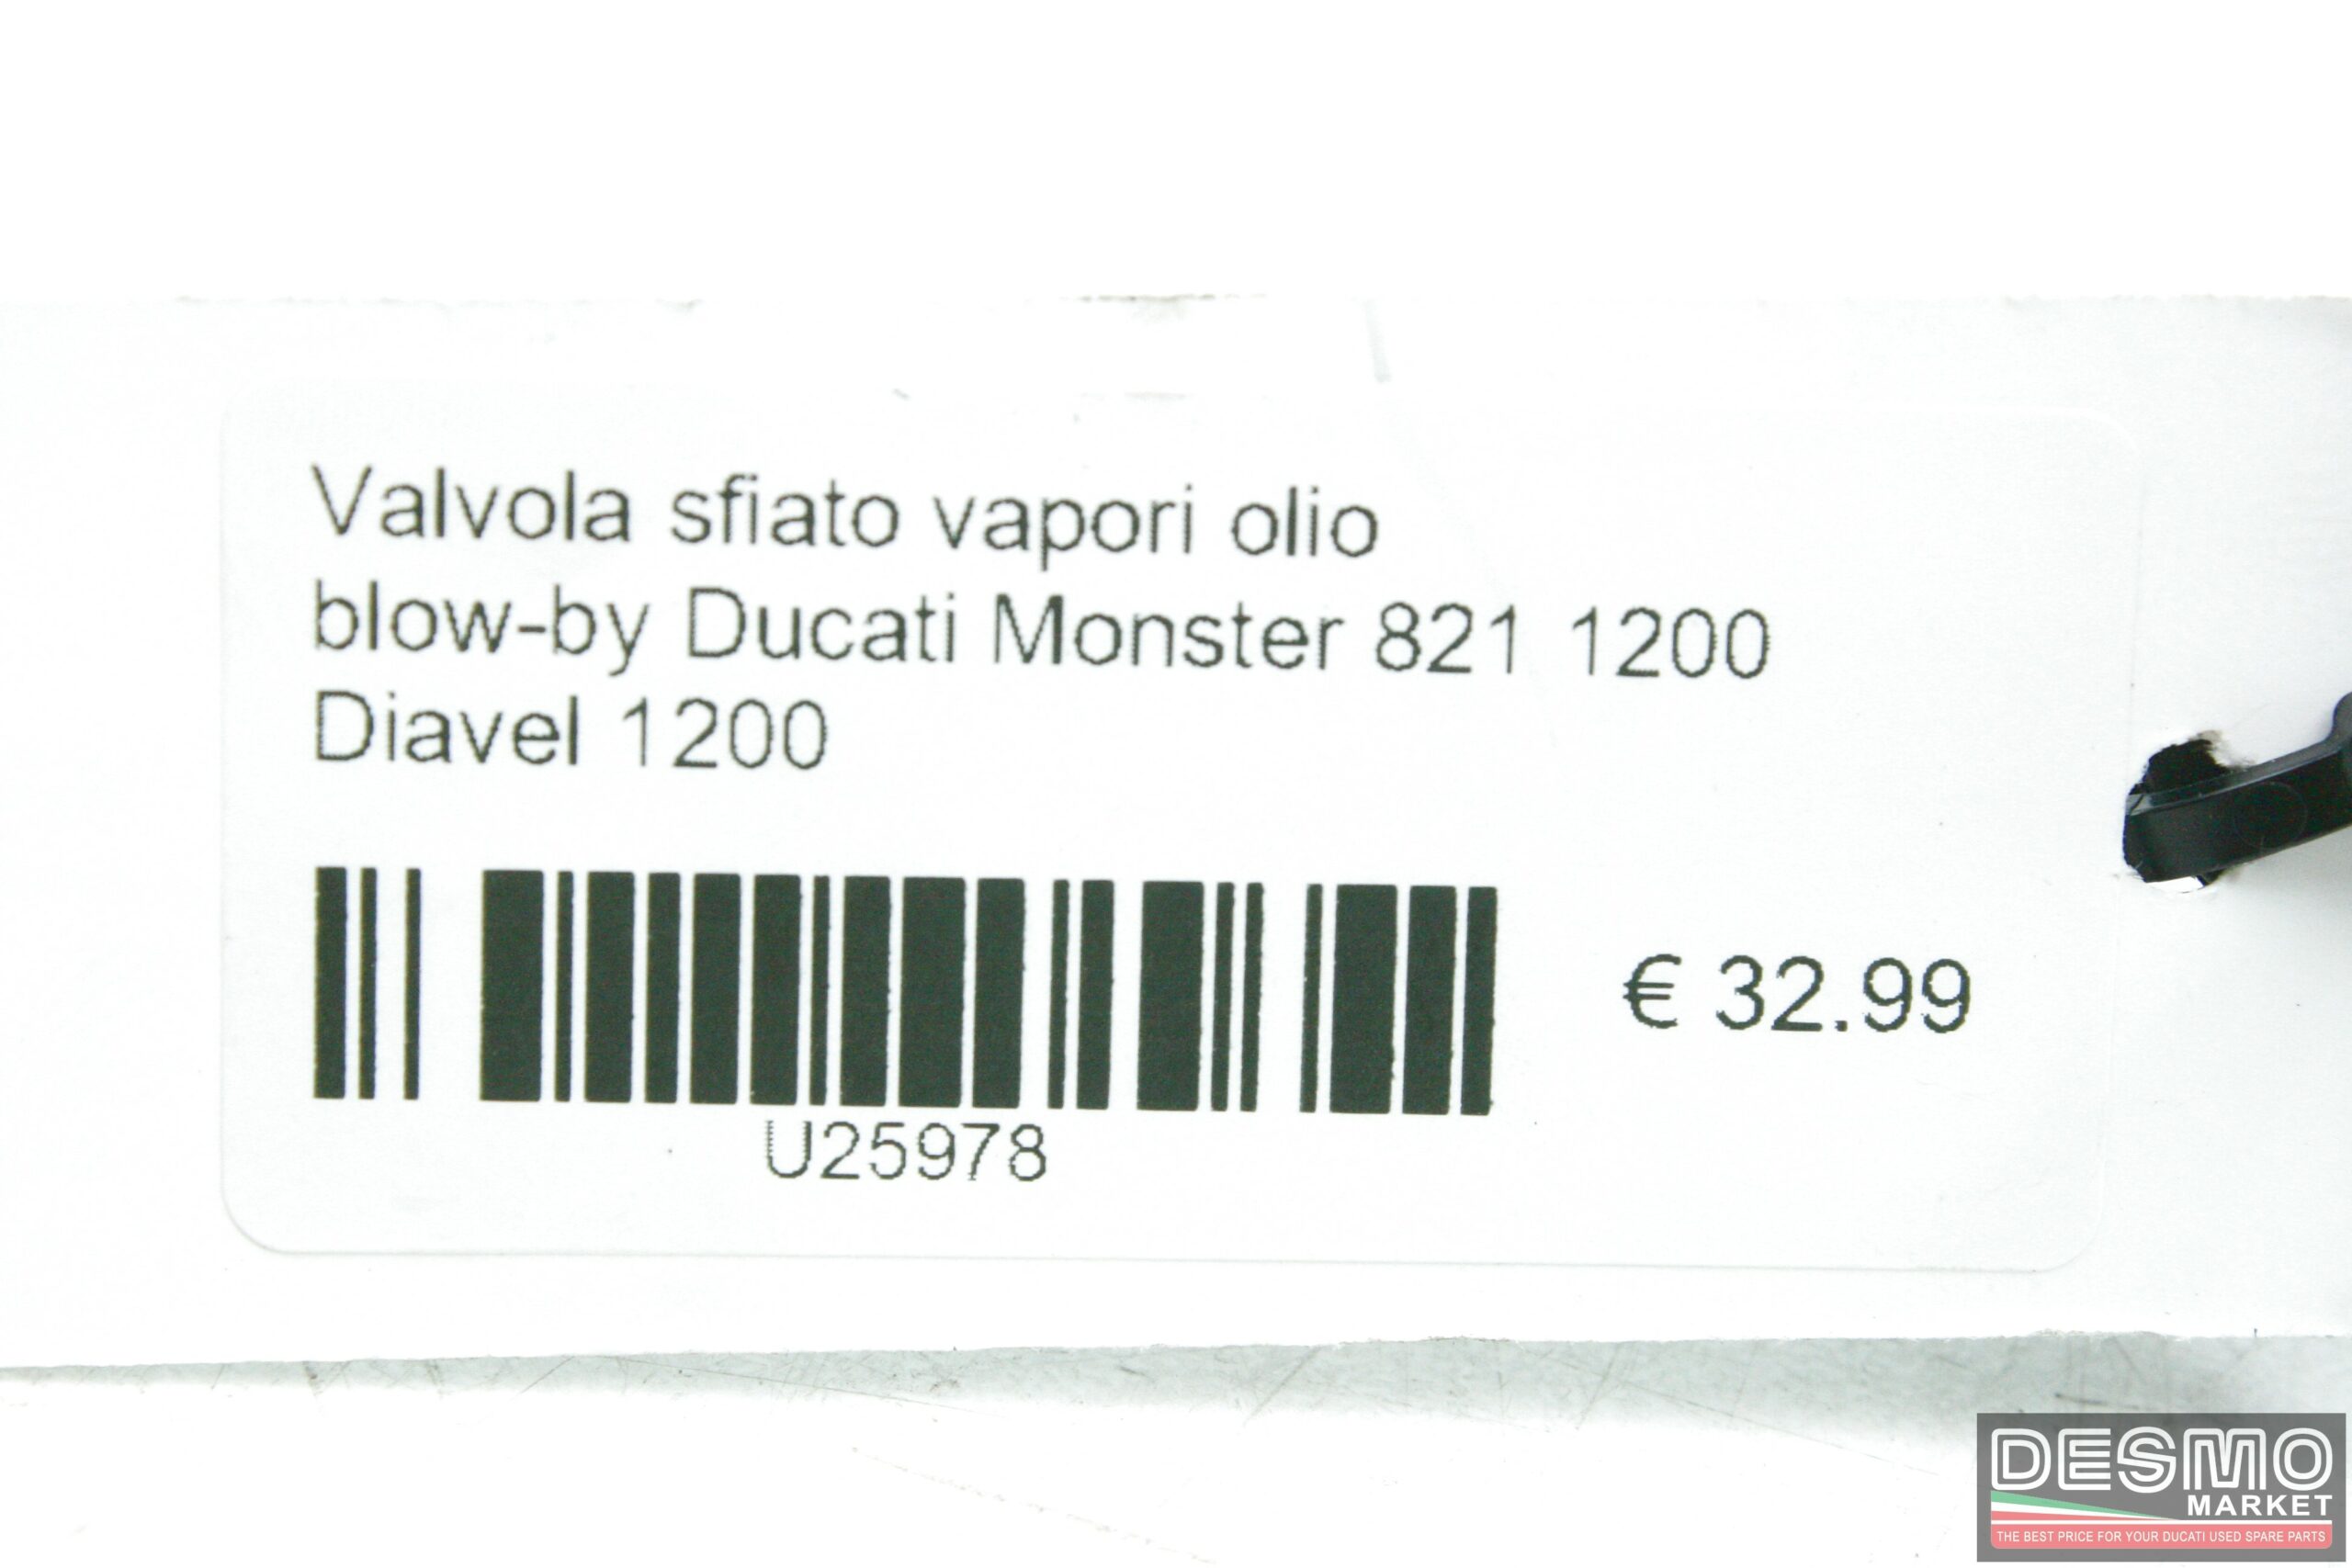 Valvola sfiato vapori olio
blow-by Ducati Monster 821 1200
Diavel 1200
€ 32.99
U25978
DESMO
MARKET
THE BEST PRICE FOR YOUR DUCATI USED SPARE PARTS